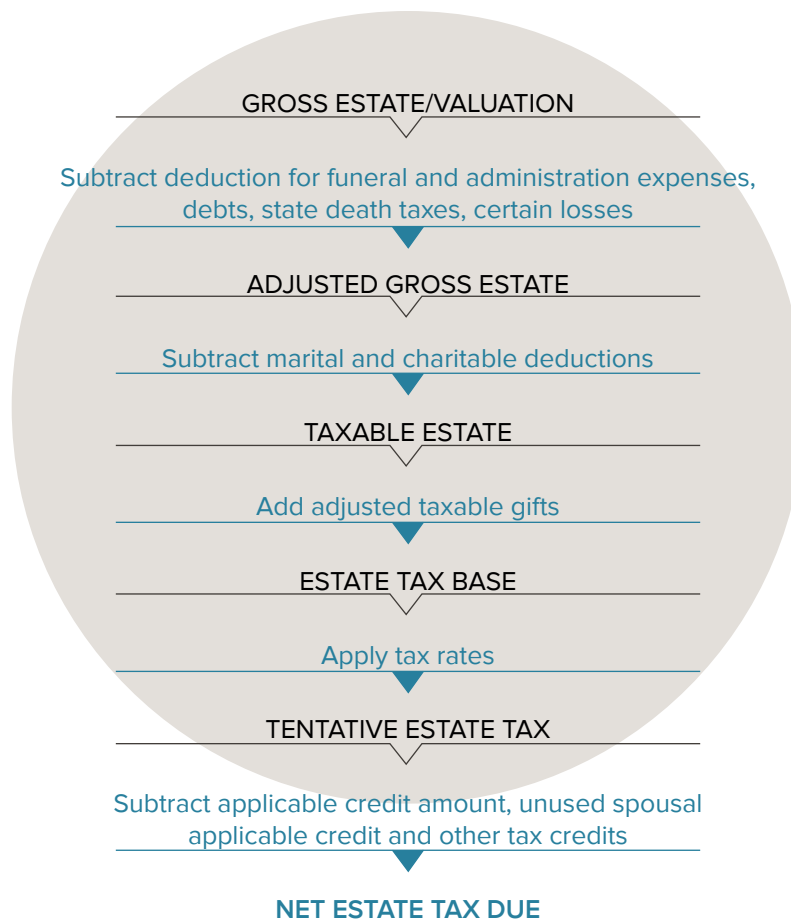 GROSS ESTATE/VALUATION
Subtract deduction for funeral and administration expenses,
debts, state death taxes, certain losses
ADJUSTED GROSS ESTATE
Subtract marital and charitable deductions
TAXABLE ESTATE
Add adjusted taxable gifts
ESTATE TAX BASE
Apply tax rates
TENTATIVE ESTATE TAX
Subtract applicable credit amount, unused spousal
applicable credit and other tax credits
NET ESTATE TAX DUE